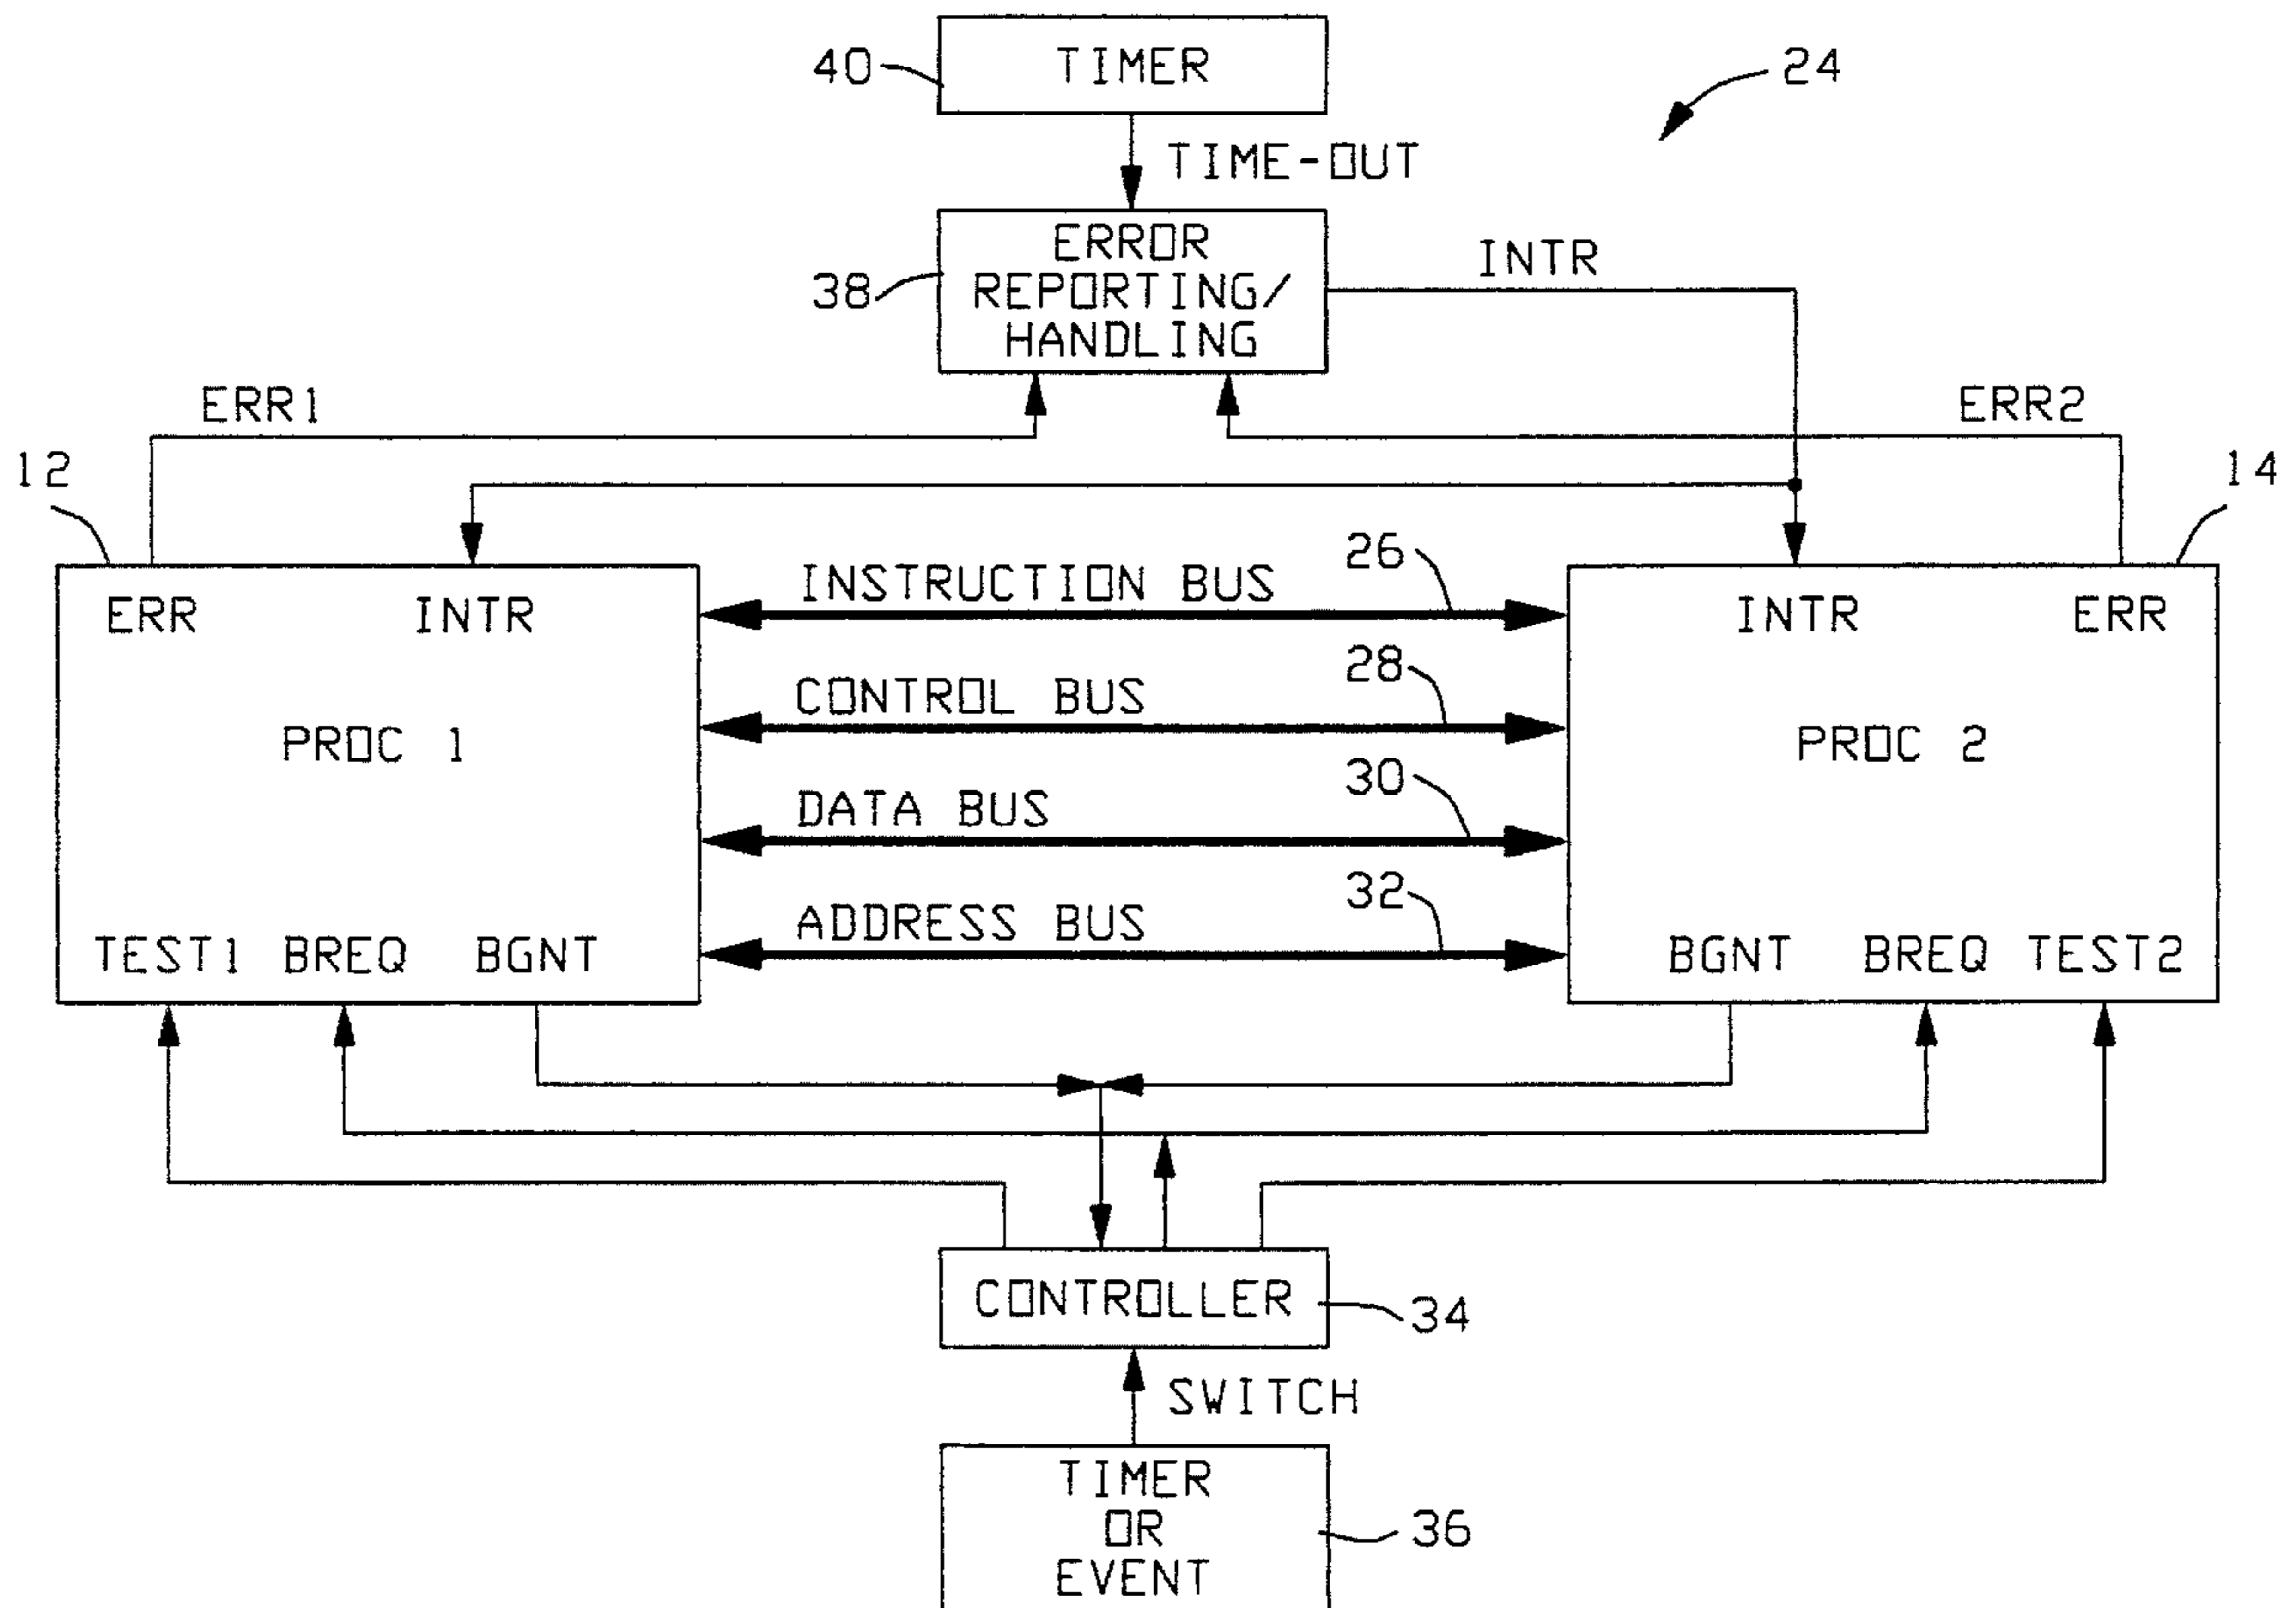 40
TIMER
24
TIME-OUT
ERROR
REPORTING/
HANDLING
38
INTR
ERR1
ERR2
12
14
ERR
INTR
INSTRUCTION BUS
26
INTR
ERR
CONTROL BUS
28
PROC 1
PROC 2
DATA BUS
30
ADDRESS BUS
32
TEST1
BREQ
BGNT
BGNT
BREQ
TEST2
CONTROLLER
34
SWITCH
TIMER
OR
EVENT
36